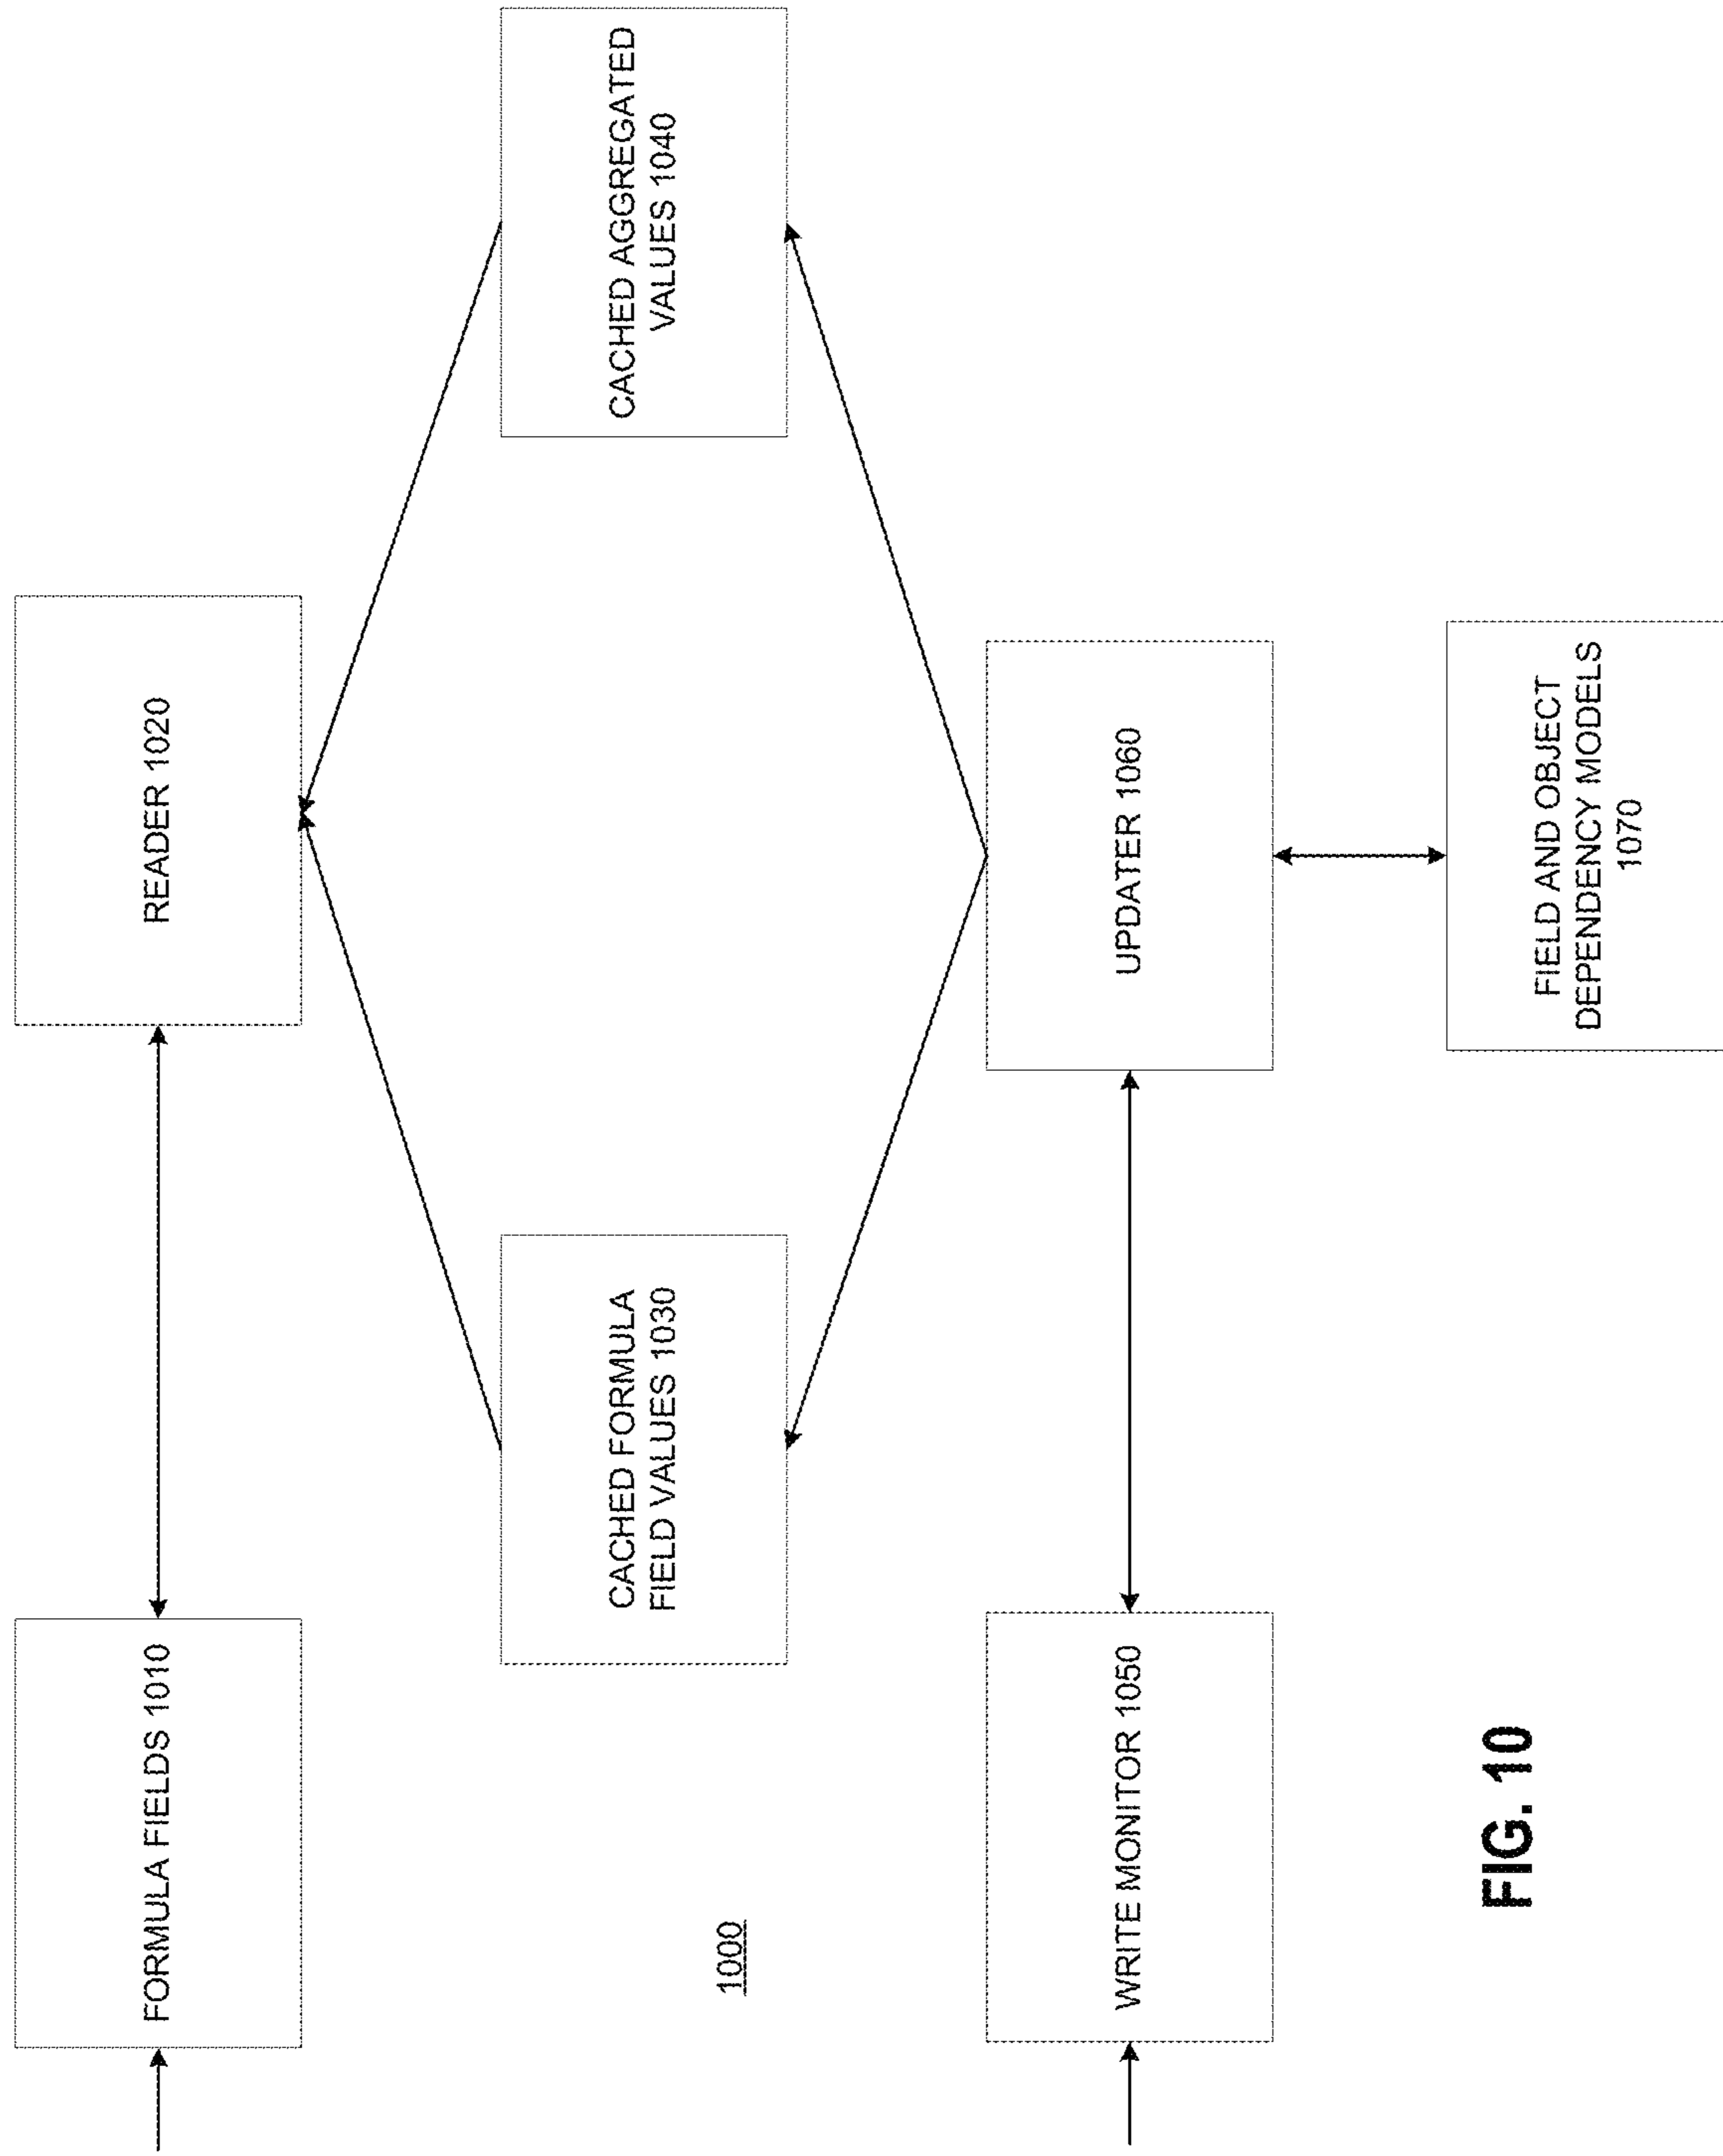 FORMULA FIELDS 1010
READER 1020
CACHED FORMULA
FIELD VALUES 1030
CACHED AGGREGATED
VALUES 1040
1000
WRITE MONITOR 1050
UPDATER 1060
FIELD AND OBJECT
DEPENDENCY MODELS
1070
FIG. 10